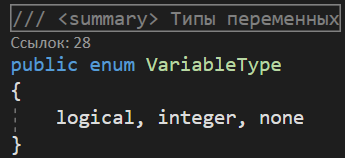 /// <summary> Типы переменных
Ссылок: 28
public enum VariableType
{
logical, integer, none
}